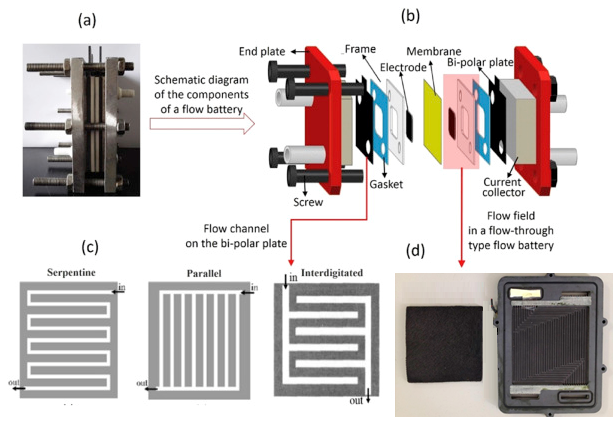 (a)
(b)
Schematic diagram
of the components
of a flow battery
End plate
Frame
Membrane
Electrode
Bi-polar plate
Gasket
Screw
Current
collector
Flow channel
on the bi-polar plate
Flow field
in a flow-through
type flow battery
(c)
(d)
Serpentine
Parallel
Interdigitated
in
in
in
out
out
out